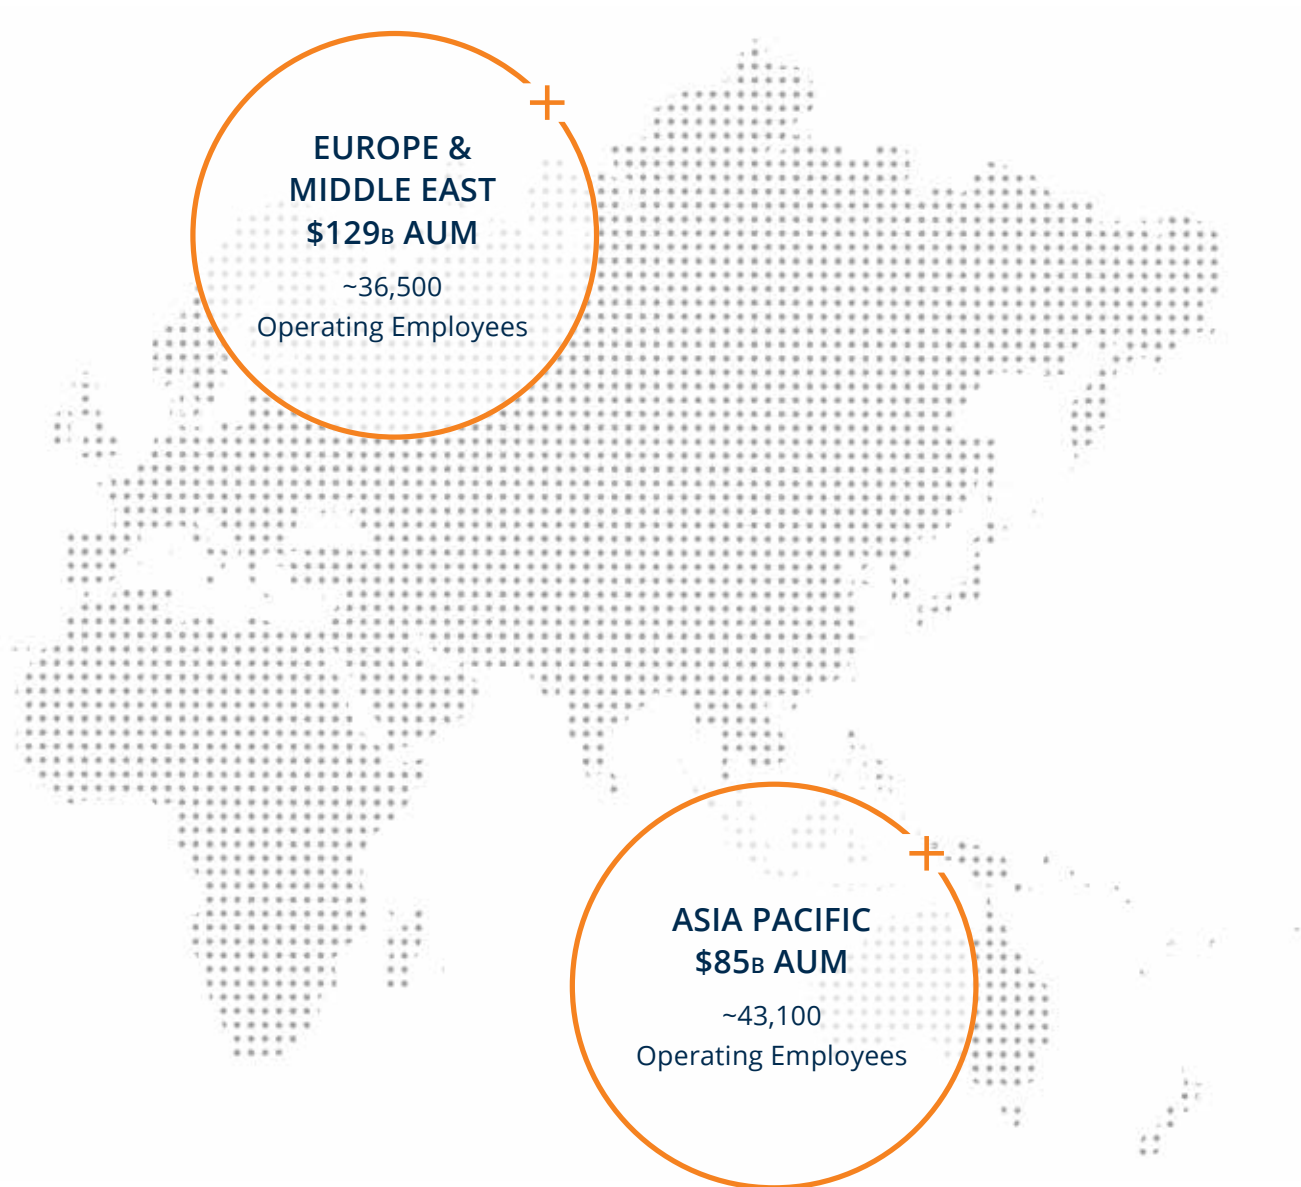 EUROPE &
MIDDLE EAST
$129B AUM
~36,500
Operating Employees
ASIA PACIFIC
$85B AUM
~43,100
Operating Employees